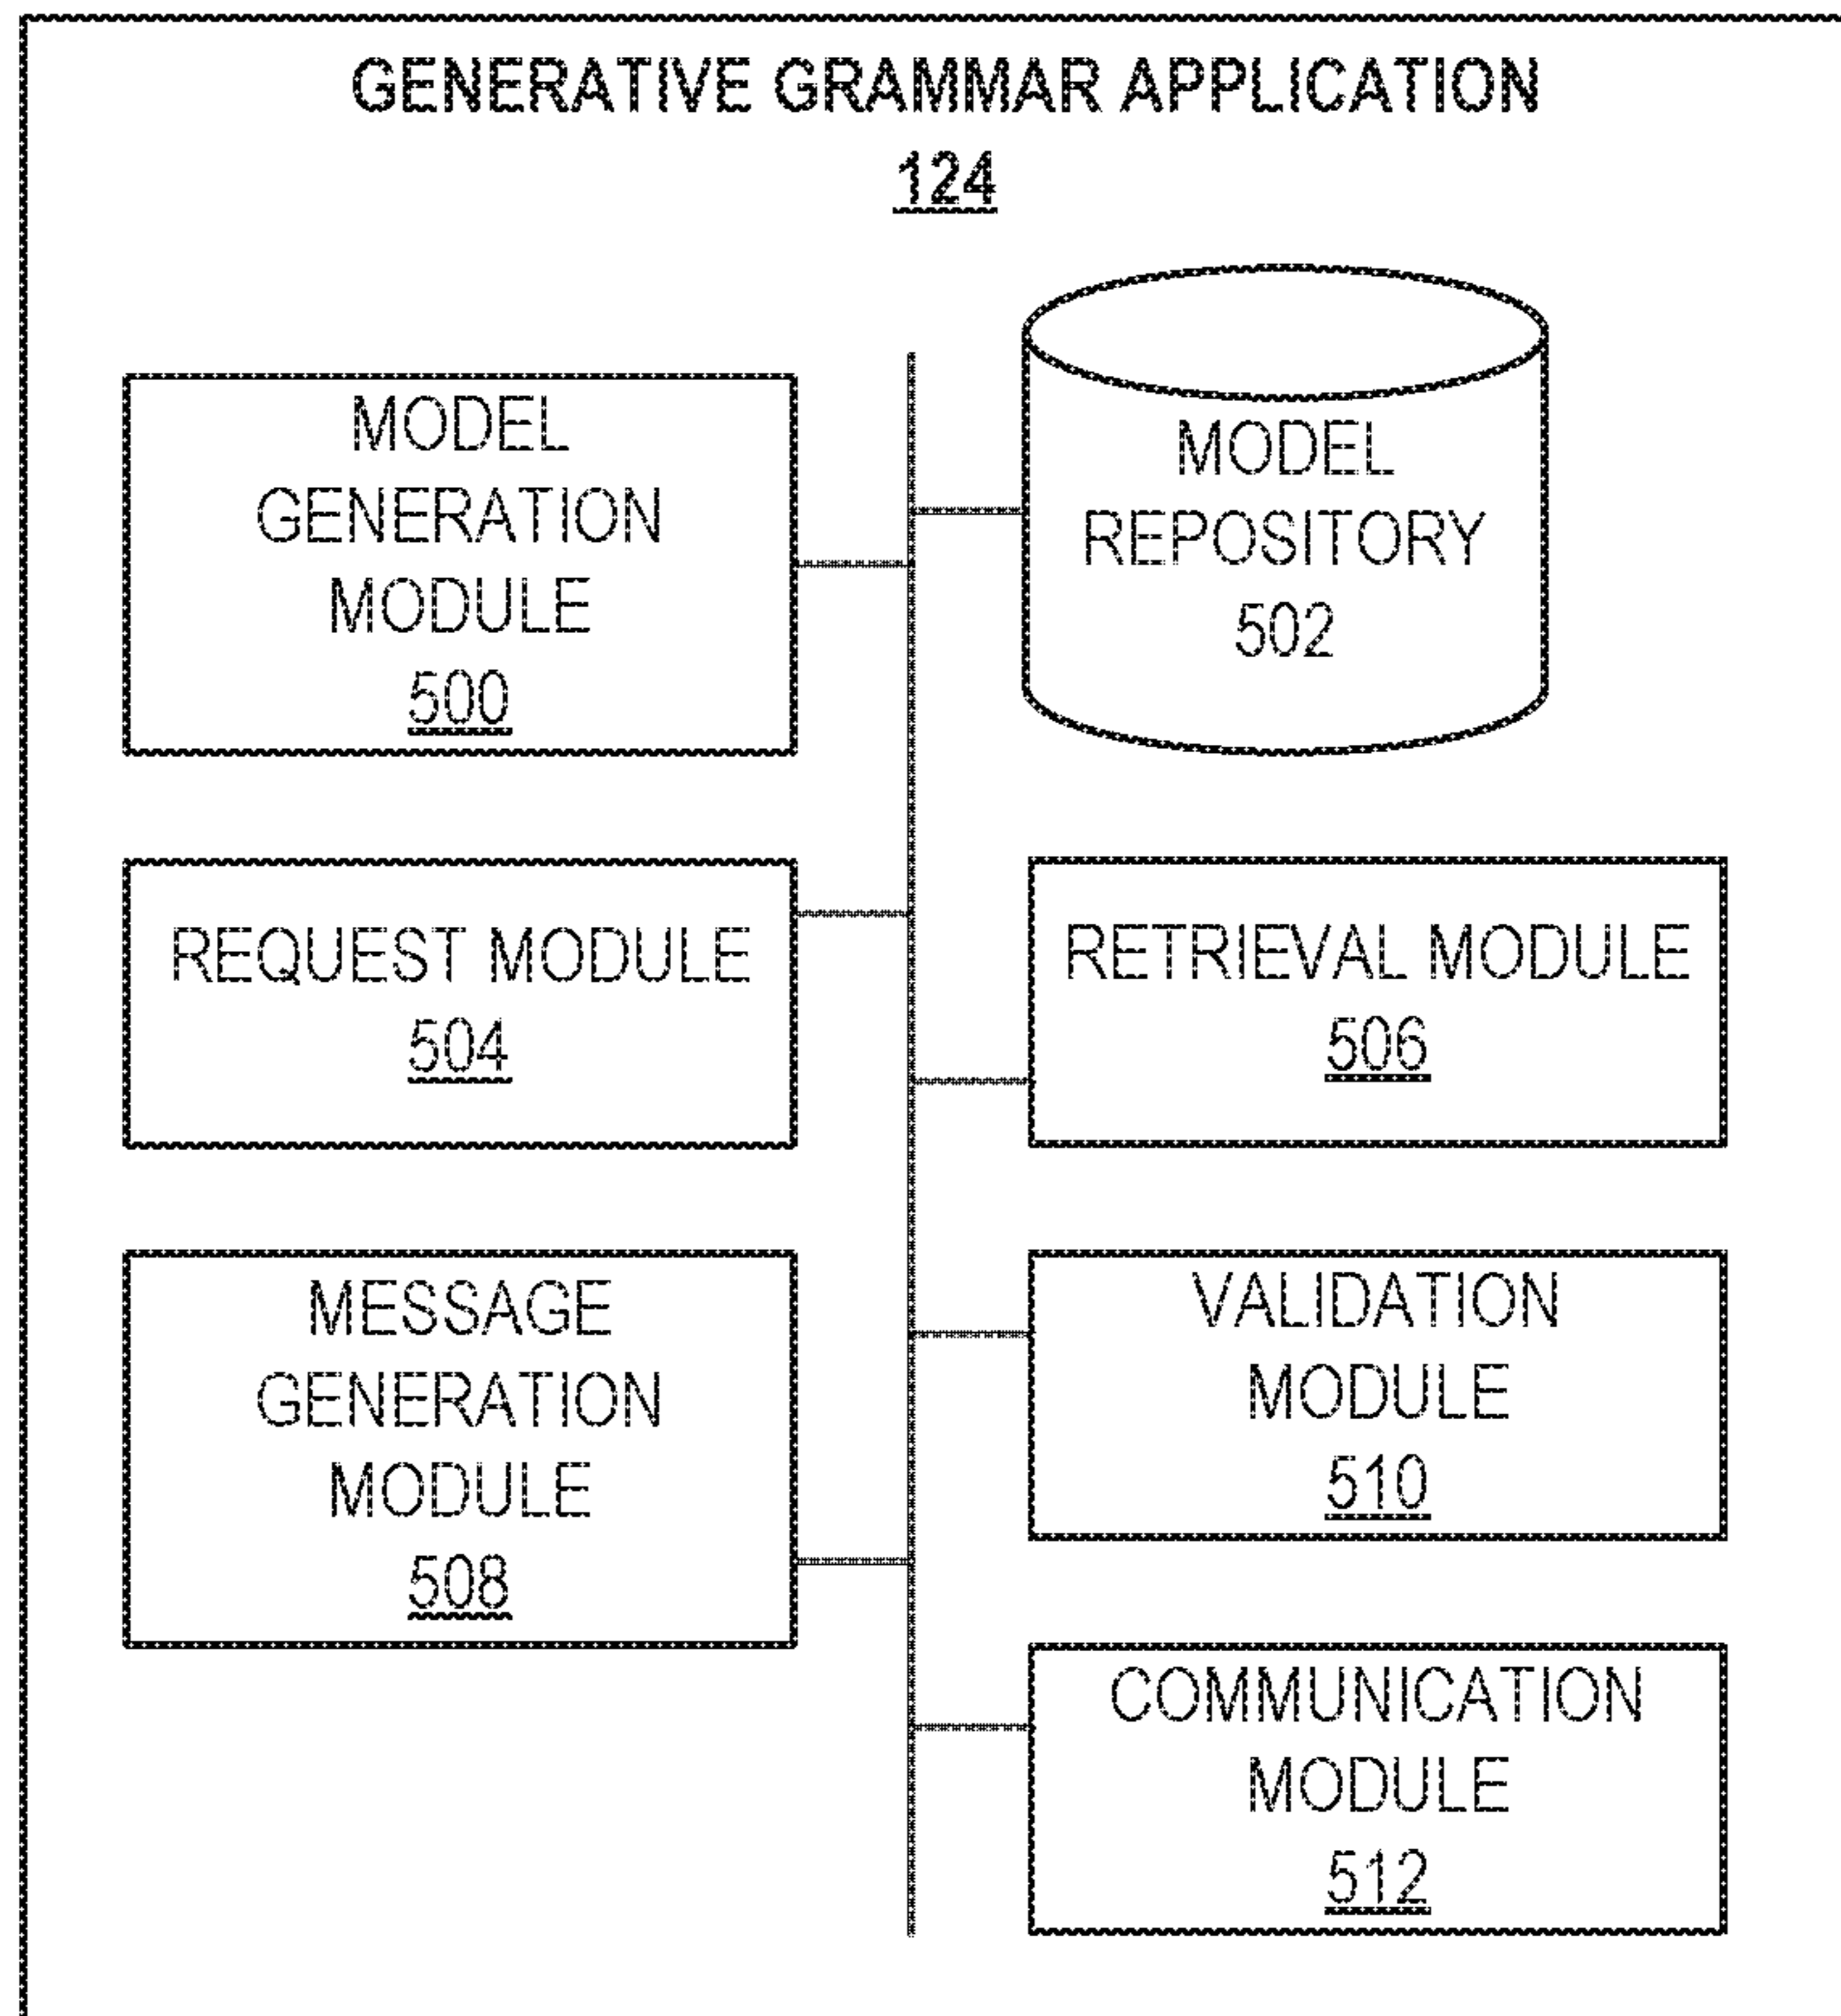 GENERATIVE GRAMMAR APPLICATION
124
MODEL
GENERATION
MODULE
500
MODEL
REPOSITORY
502
REQUEST MODULE
504
RETRIEVAL MODULE
506
MESSAGE
GENERATION
MODULE
508
VALIDATION
MODULE
510
COMMUNICATION
MODULE
512